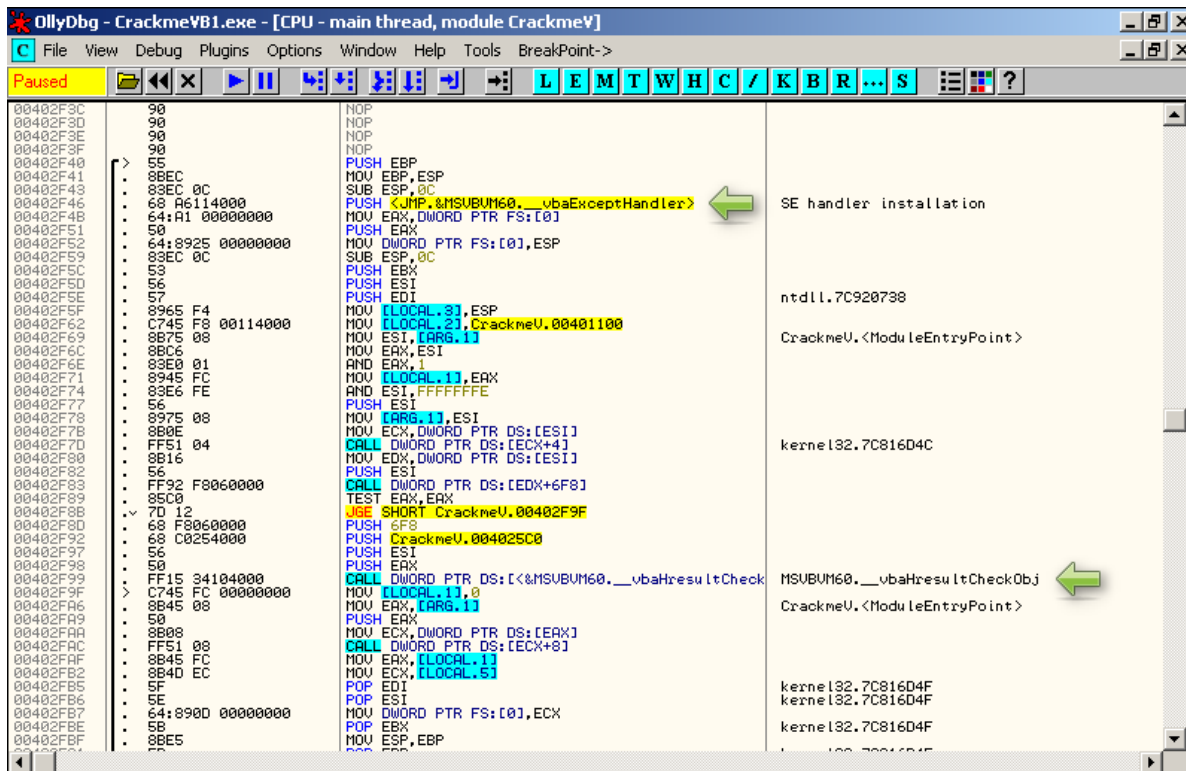 OllyDbg - CrackmeVB1.exe - [CPU - main thread, module CrackmeV]
C File View Debug Plugins Options Window Help Tools BreakPoint->
Paused L E M T W H C / K B R ... S ?
00402F3C 90 NOP
00402F3D 90 NOP
00402F3E 90 NOP
00402F3F 90 NOP
00402F40 > 55 PUSH EBP
00402F41 . 8BEC MOV EBP,ESP
00402F43 . 83EC 0C SUB ESP,0C
00402F46 . 68 A6114000 PUSH <JMP.&MSVBVM60.__vbaExceptHandler> SE handler installation
00402F4B . 64:A1 00000000 MOV EAX,DWORD PTR FS:[0]
00402F51 . 50 PUSH EAX
00402F52 . 64:8925 00000000 MOV DWORD PTR FS:[0],ESP
00402F59 . 83EC 0C SUB ESP,0C
00402F5C . 53 PUSH EBX
00402F5D . 56 PUSH ESI
00402F5E . 57 PUSH EDI ntdll.7C920738
00402F5F . 8965 F4 MOV [LOCAL.3],ESP
00402F62 . C745 F8 00114000 MOV [LOCAL.2],CrackmeV.00401100
00402F69 . 8B75 08 MOV ESI,[ARG.1] CrackmeV.<ModuleEntryPoint>
00402F6C . 8BC6 MOV EAX,ESI
00402F6E . 83E0 01 AND EAX,1
00402F71 . 8945 FC MOV [LOCAL.1],EAX
00402F74 . 83E6 FE AND ESI,FFFFFFFE
00402F77 . 56 PUSH ESI
00402F78 . 8975 08 MOV [ARG.1],ESI
00402F7B . 8B0E MOV ECX,DWORD PTR DS:[ESI]
00402F7D . FF51 04 CALL DWORD PTR DS:[ECX+4] kernel32.7C816D4C
00402F80 . 8B16 MOV EDX,DWORD PTR DS:[ESI]
00402F82 . 56 PUSH ESI
00402F83 . FF92 F8060000 CALL DWORD PTR DS:[EDX+6F8]
00402F89 . 85C0 TEST EAX,EAX
00402F8B .v 7D 12 JGE SHORT CrackmeV.00402F9F
00402F8D . 68 F8060000 PUSH 6F8
00402F92 . 68 C0254000 PUSH CrackmeV.004025C0
00402F97 . 56 PUSH ESI
00402F98 . 50 PUSH EAX
00402F99 . FF15 34104000 CALL DWORD PTR DS:[<&MSVBVM60.__vbaHresultCheck MSVBVM60.__vbaHresultCheckObj
00402F9F > C745 FC 00000000 MOV [LOCAL.1],0
00402FA6 . 8B45 08 MOV EAX,[ARG.1] CrackmeV.<ModuleEntryPoint>
00402FA9 . 50 PUSH EAX
00402FAA . 8B08 MOV ECX,DWORD PTR DS:[EAX]
00402FAC . FF51 08 CALL DWORD PTR DS:[ECX+8]
00402FAF . 8B45 FC MOV EAX,[LOCAL.1]
00402FB2 . 8B4D EC MOV ECX,[LOCAL.5]
00402FB5 . 5F POP EDI kernel32.7C816D4F
00402FB6 . 5E POP ESI kernel32.7C816D4F
00402FB7 . 64:890D 00000000 MOV DWORD PTR FS:[0],ECX
00402FBE . 5B POP EBX kernel32.7C816D4F
00402FBF . 8BE5 MOV ESP,EBP